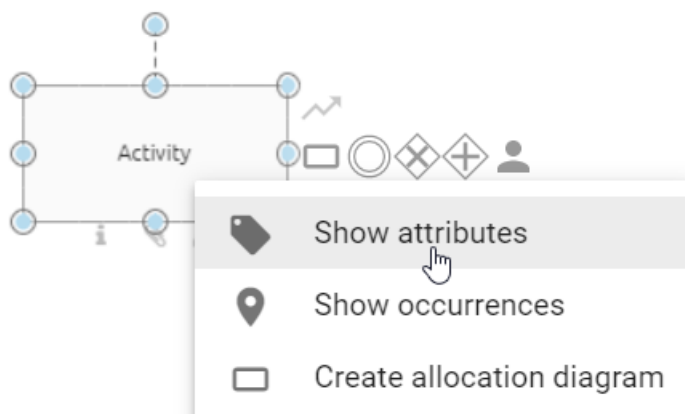 Activity
Show attributes
Show occurrences
Create allocation diagram